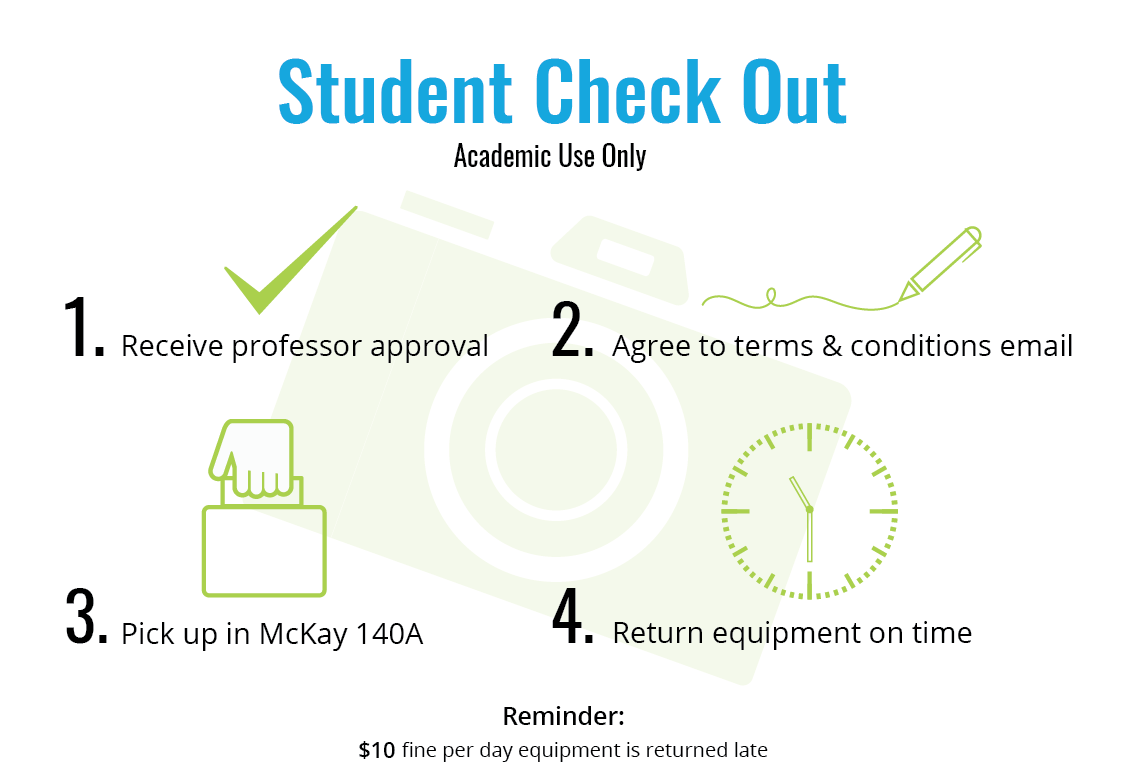 Student Check Out
Academic Use Only
1. Receive professor approval
2. Agree to terms & conditions email
3. Pick up in McKay 140A
4. Return equipment on time
Reminder:
$10 fine per day equipment is returned late